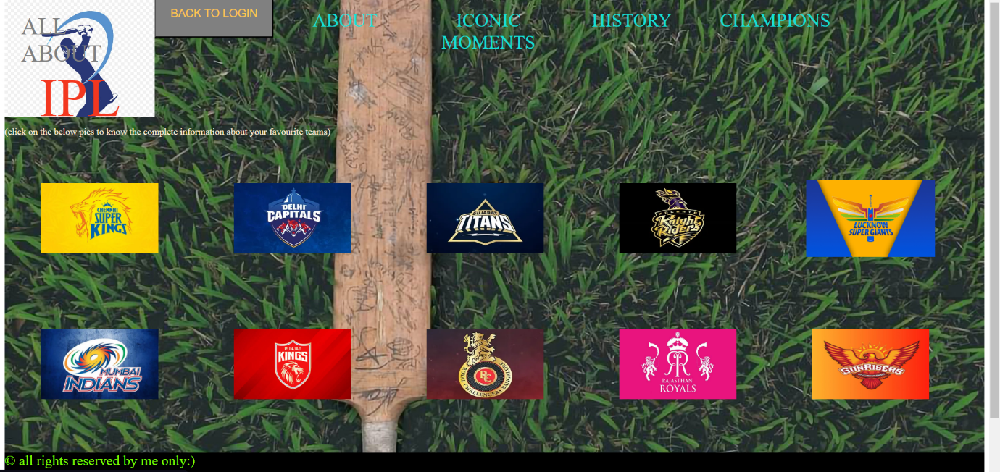 ALL
ABOUT
IPL
BACK TO LOGIN
ABOUT
ICONIC
MOMENTS
HISTORY
CHAMPIONS
(click on the below pics to know the complete information about your favourite teams)
CHENNAI
SUPER
KINGS
DELHI
CAPITALS
GUJARAT
TITANS
KOLKATA
Knight
Riders
LUCKNOW
SUPER GIANTS
MUMBAI
INDIANS
PUNJAB
KINGS
RC
ROYAL CHALLENGERS BANGALORE
RR
RAJASTHAN
ROYALS
SUNRISERS
© all rights reserved by me only:)